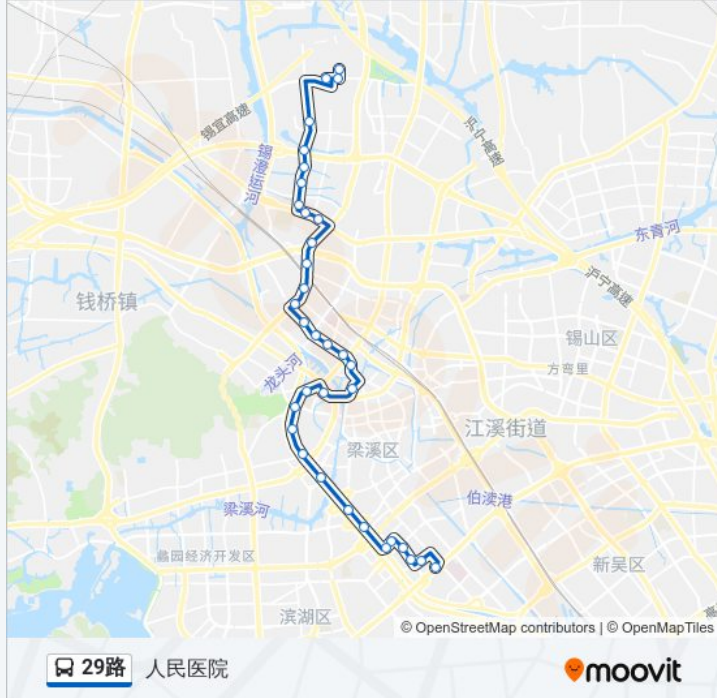 锡宜高速
沪宁高速
锡澄运河
东青河
沪宁高速
钱桥镇
锡山区
龙头河
方弯里
江溪街道
梁溪区
伯渎港
梁溪河
蠡园经济开发区
新吴区
滨湖区
© OpenStreetMap contributors | © OpenMapTiles
29路 人民医院
moovit